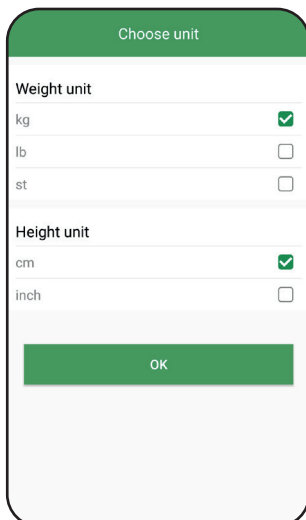 Choose unit
Weight unit
kg
lb
st
Height unit
cm
inch
OK